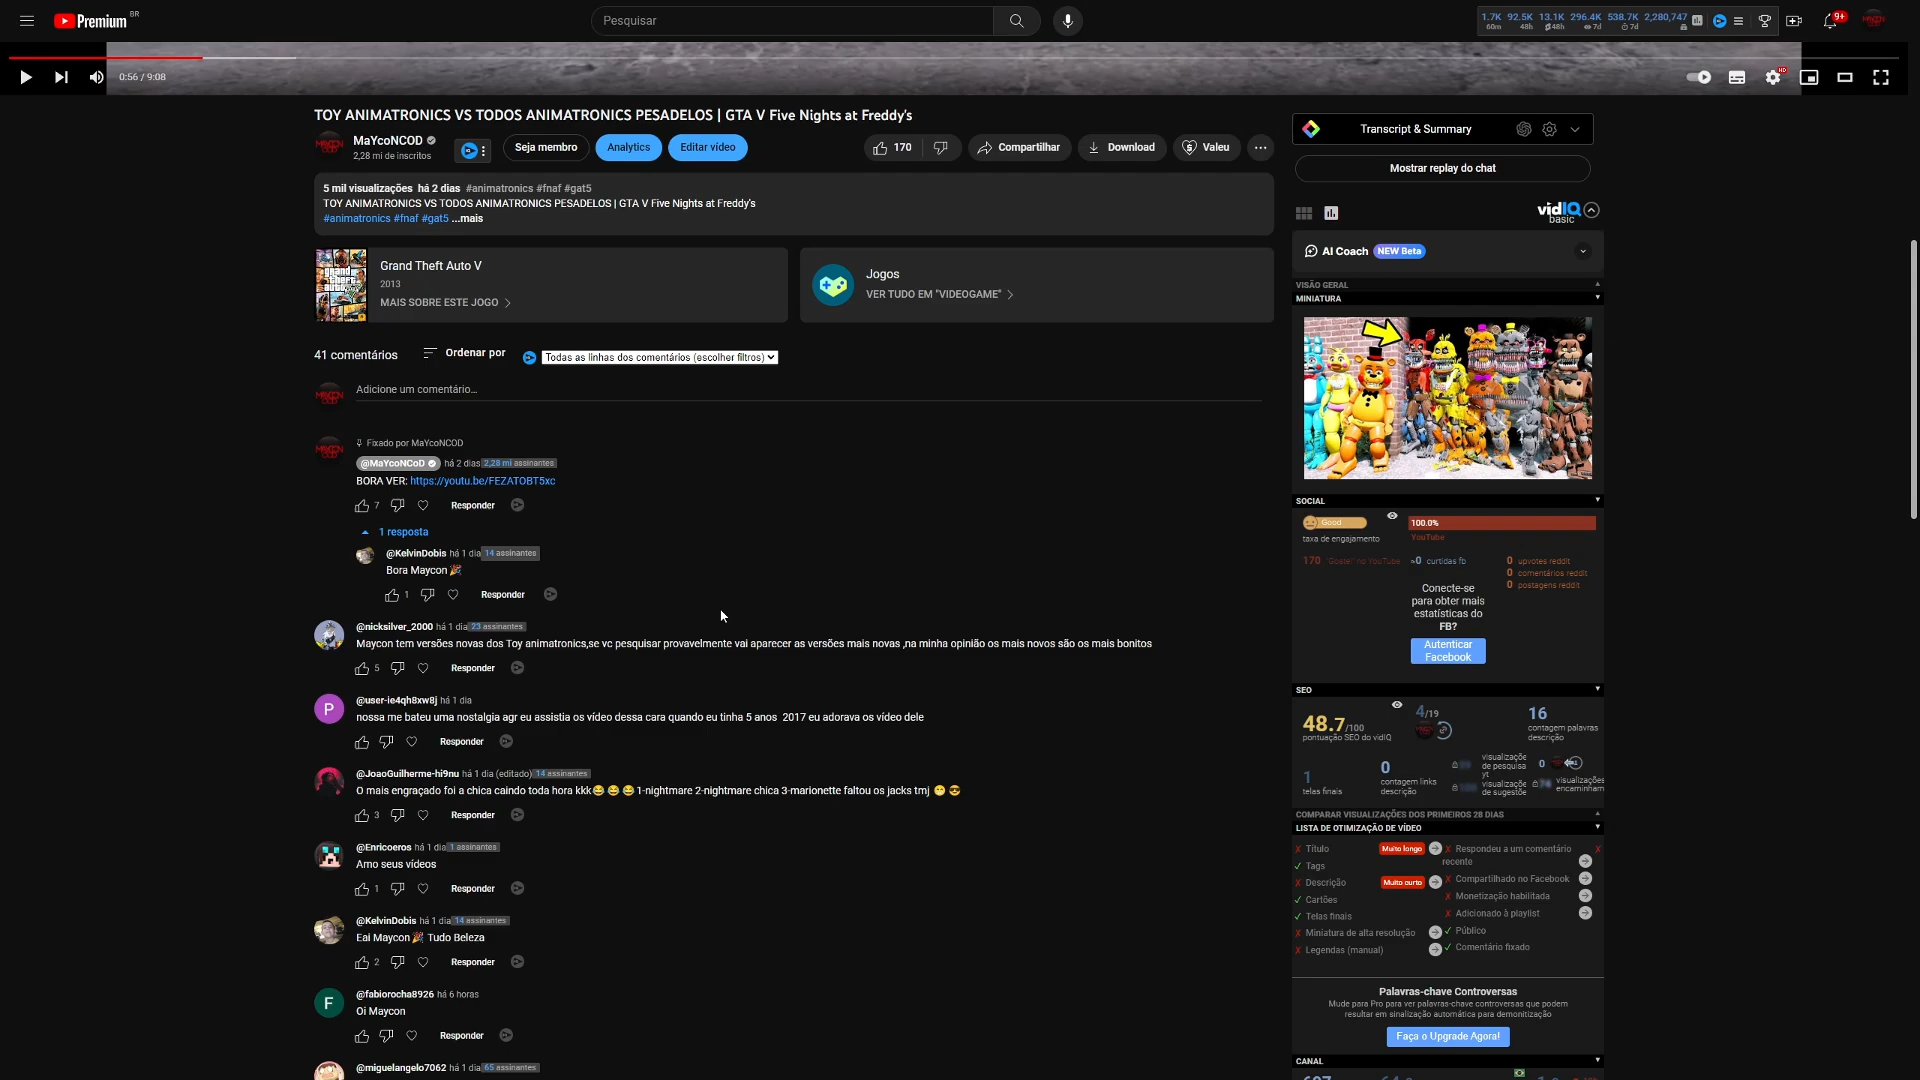 Premium BR
Pesquisar
1.7K 92.5K 13.1K 296.4K 538.7K 2,280,747
60m 48h 48h 7d 7d
9+
0:56 / 9:08
HD
TOY ANIMATRONICS VS TODOS ANIMATRONICS PESADELOS | GTA V Five Nights at Freddy's
MaYcoNCOD
2,28 mi de inscritos
Seja membro
Analytics
Editar vídeo
170
Compartilhar
Download
Valeu
5 mil visualizações há 2 dias #animatronics #fnaf #gat5
TOY ANIMATRONICS VS TODOS ANIMATRONICS PESADELOS | GTA V Five Nights at Freddy's
#animatronics #fnaf #gat5 ...mais
Grand Theft Auto V
2013
MAIS SOBRE ESTE JOGO
Jogos
VER TUDO EM "VIDEOGAME"
41 comentários
Ordenar por
Todas as linhas dos comentários (escolher filtros)
Adicione um comentário...
Fixado por MaYcoNCOD
@MaYcoNCoD há 2 dias 2,28 mi assinantes
BORA VER: https://youtu.be/FEZATOBT5xc
7 Responder
1 resposta
@KelvinDobis há 1 dia 14 assinantes
Bora Maycon 🎉
1 Responder
@nicksilver_2000 há 1 dia 23 assinantes
Maycon tem versões novas dos Toy animatronics,se vc pesquisar provavelmente vai aparecer as versões mais novas ,na minha opinião os mais novos são os mais bonitos
5 Responder
P
@user-ie4qh8xw8j há 1 dia
nossa me bateu uma nostalgia agr eu assistia os vídeo dessa cara quando eu tinha 5 anos 2017 eu adorava os vídeo dele
Responder
@JoaoGuilherme-hi9nu há 1 dia (editado) 14 assinantes
O mais engraçado foi a chica caindo toda hora kkk😂 😂 😂 1-nightmare 2-nightmare chica 3-marionette faltou os jacks tmj 😁 😎
3 Responder
@Enricoeros há 1 dia 1 assinantes
Amo seus vídeos
1 Responder
@KelvinDobis há 1 dia 14 assinantes
Eai Maycon 🎉 Tudo Beleza
2 Responder
F
@fabiorocha8926 há 6 horas
Oi Maycon
Responder
@miguelangelo7062 há 1 dia 65 assinantes
Transcript & Summary
Mostrar replay do chat
vidIQ
basic
AI Coach NEW Beta
VISÃO GERAL
MINIATURA
SOCIAL
Good
taxa de engajamento
100.0%
YouTube
170 "Gostei" no YouTube
≈0 curtidas fb
0 upvotes reddit
0 comentários reddit
0 postagens reddit
Conecte-se
para obter mais
estatísticas do
FB?
Autenticar
Facebook
SEO
48.7/100
pontuação SEO do vidIQ
4/19
16
contagem palavras
descrição
1
telas finais
0
contagem links
descrição
visualizaçõe
de pesquisa
yt
visualizaçõe
de sugestõe
0
visualizações
encaminham
COMPARAR VISUALIZAÇÕES DOS PRIMEIROS 28 DIAS
LISTA DE OTIMIZAÇÃO DE VÍDEO
Título Muito longo
Tags
Descrição Muito curto
Cartões
Telas finais
Miniatura de alta resolução
Legendas (manual)
Respondeu a um comentário
recente
Compartilhado no Facebook
Monetização habilitada
Adicionado à playlist
Público
Comentário fixado
Palavras-chave Controversas
Mude para Pro para ver palavras-chave controversas que podem
resultar em sinalização automática para demonitização
Faça o Upgrade Agora!
CANAL